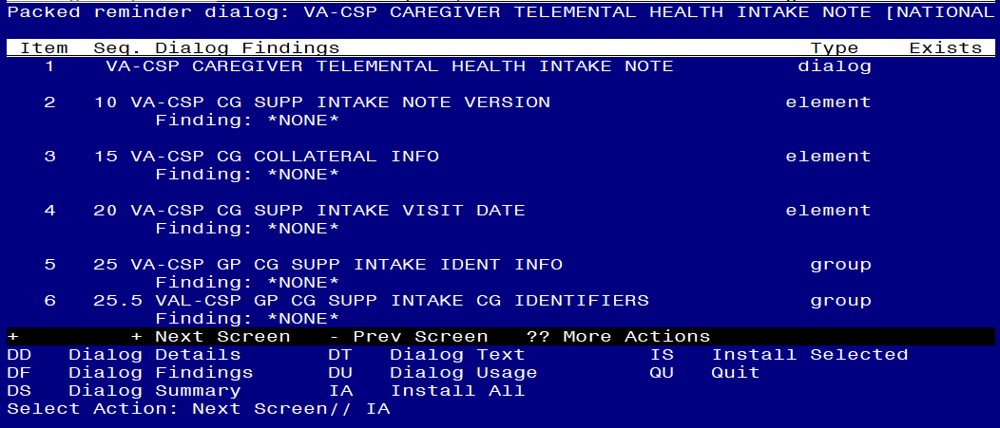 Packed reminder dialog: VA-CSP CAREGIVER TELEMENTAL HEALTH INTAKE NOTE [NATIONAL
Item Seq. Dialog Findings Type Exists
1 VA-CSP CAREGIVER TELEMENTAL HEALTH INTAKE NOTE dialog
2 10 VA-CSP CG SUPP INTAKE NOTE VERSION element
Finding: *NONE*
3 15 VA-CSP CG COLLATERAL INFO element
Finding: *NONE*
4 20 VA-CSP CG SUPP INTAKE VISIT DATE element
Finding: *NONE*
5 25 VA-CSP GP CG SUPP INTAKE IDENT INFO group
Finding: *NONE*
6 25.5 VAL-CSP GP CG SUPP INTAKE CG IDENTIFIERS group
Finding: *NONE*
+ + Next Screen - Prev Screen ?? More Actions
DD Dialog Details DT Dialog Text IS Install Selected
DF Dialog Findings DU Dialog Usage QU Quit
DS Dialog Summary IA Install All
Select Action: Next Screen// IA